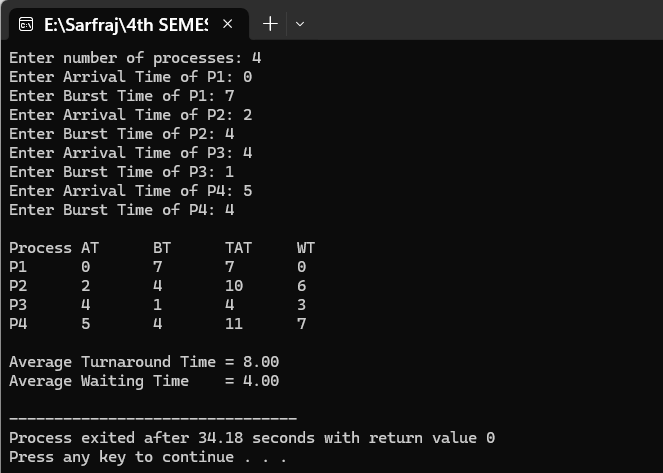 E:\Sarfraj\4th SEMES
Enter number of processes: 4
Enter Arrival Time of P1: 0
Enter Burst Time of P1: 7
Enter Arrival Time of P2: 2
Enter Burst Time of P2: 4
Enter Arrival Time of P3: 4
Enter Burst Time of P3: 1
Enter Arrival Time of P4: 5
Enter Burst Time of P4: 4

Process AT      BT      TAT     WT
P1      0       7       7       0
P2      2       4       10      6
P3      4       1       4       3
P4      5       4       11      7

Average Turnaround Time = 8.00
Average Waiting Time    = 4.00

--------------------------------
Process exited after 34.18 seconds with return value 0
Press any key to continue . . .